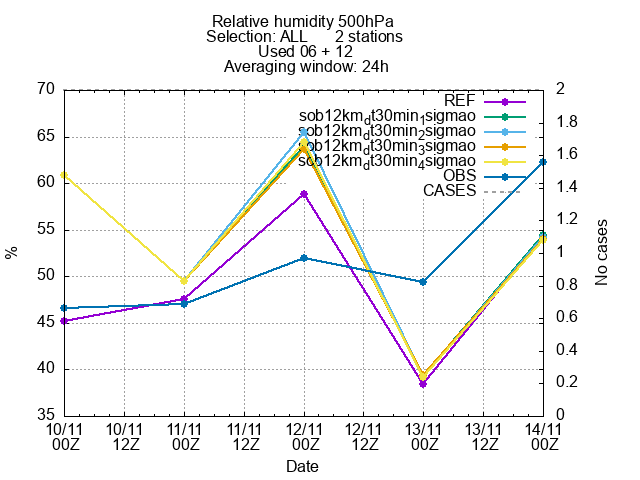 Relative humidity 500hPa
Selection: ALL 2 stations
Used 06 + 12
Averaging window: 24h
REF
sob12km_dt30min_1sigmao
sob12km_dt30min_2sigmao
sob12km_dt30min_3sigmao
sob12km_dt30min_4sigmao
OBS
CASES
70
65
60
55
50
45
40
35
%
2
1.8
1.6
1.4
1.2
1
0.8
0.6
0.4
0.2
0
No cases
10/11 10/11 11/11 11/11 12/11 12/11 13/11 13/11 14/11
00Z 12Z 00Z 12Z 00Z 12Z 00Z 12Z 00Z
Date